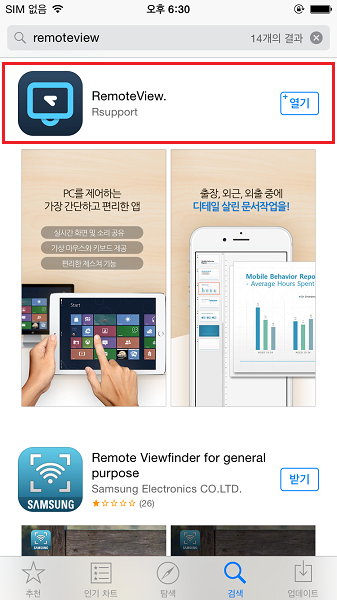 SIM 없음 오후 6:30
remoteview 14개의 결과
RemoteView.
Rsupport
+열기
PC를 제어하는
가장 간단하고 편리한 앱
실시간 화면 및 소리 공유
가상 마우스와 키보드 제공
편리한 제스쳐 기능
Start
출장, 외근, 외출 중에
디테일 살린 문서작업을!
Mobile Behavior Repo
- Average Hours Spent
Remote Viewfinder for general
purpose
Samsung Electronics CO.LTD.
(26)
받기
SAMSUNG
SAMSUNG
SAMSUNG
추천 인기 차트 탐색 검색 업데이트